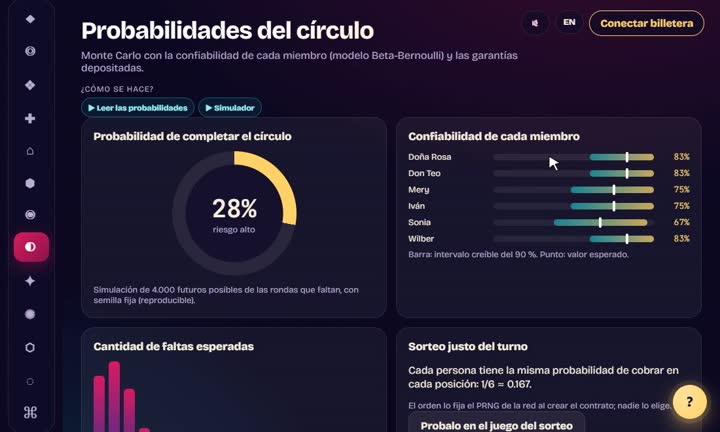 Probabilidades del círculo
EN
Conectar billetera
Monte Carlo con la confiabilidad de cada miembro (modelo Beta-Bernoulli) y las garantías
depositadas.
¿CÓMO SE HACE?
▶ Leer las probabilidades
▶ Simulador
Probabilidad de completar el círculo
28%
riesgo alto
Simulación de 4.000 futuros posibles de las rondas que faltan, con
semilla fija (reproducible).
Confiabilidad de cada miembro
Doña Rosa 83%
Don Teo 83%
Mery 75%
Iván 75%
Sonia 67%
Wilber 83%
Barra: intervalo creíble del 90 %. Punto: valor esperado.
Cantidad de faltas esperadas
Sorteo justo del turno
Cada persona tiene la misma probabilidad de cobrar en
cada posición: 1/6 = 0.167.
El orden lo fija el PRNG de la red al crear el contrato; nadie lo elige.
Probalo en el juego del sorteo
?